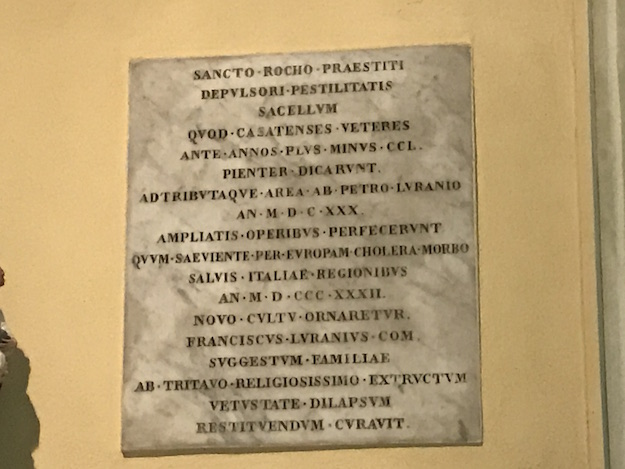 SANCTO·ROCHO·PRAESTITI
DEPVLSORI·PESTILITATIS
SACELLVM
QVOD·CASATENSES·VETERES
ANTE·ANNOS·PLVS·MINVS·CCL.
PIENTER·DICARVNT.
ADTRIBVTAQVE·AREA·AB·PETRO·LVRANIO
AN·M·D·C·XXX.
AMPLIATIS·OPERIBVS·PERFECERVNT
QVVM·SAEVIENTE·PER·EVROPAM·CHOLERA·MORBO
SALVIS·ITALIAE·REGIONIBVS
AN·M·D·CCC·XXXII.
NOVO·CVLTV·ORNARETVR.
FRANCISCVS·LVRANIVS·COM.
SVGGESTVM·FAMILIAE
AB·TRITAVO·RELIGIOSISSIMO·EXTRVCTVM
VETVSTATE·DILAPSVM
RESTITVENDVM·CVRAVIT.